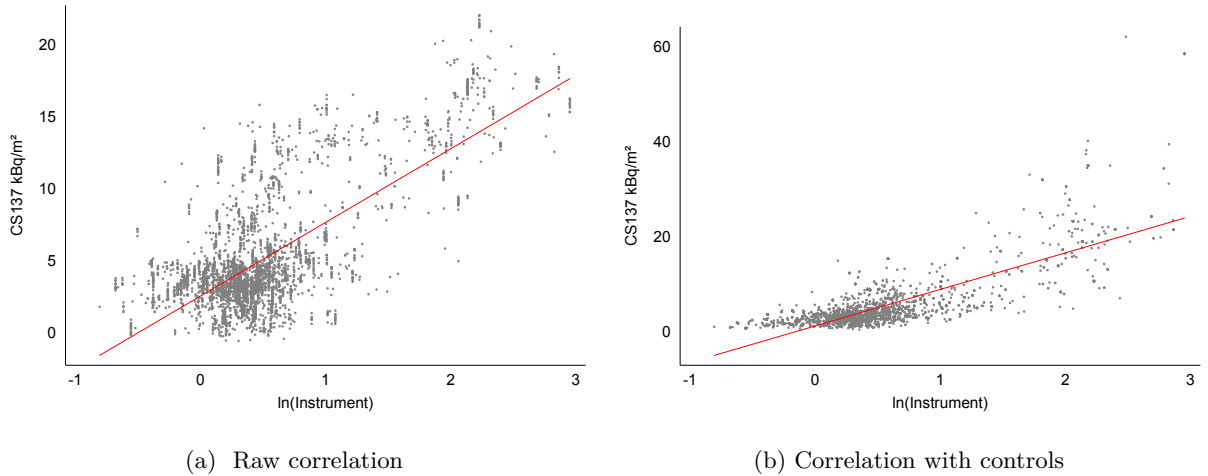 20
15
10
5
0
CS137 kBq/m²
-1 0 1 2 3
ln(Instrument)
(a) Raw correlation
60
40
20
0
CS137 kBq/m²
-1 0 1 2 3
ln(Instrument)
(b) Correlation with controls